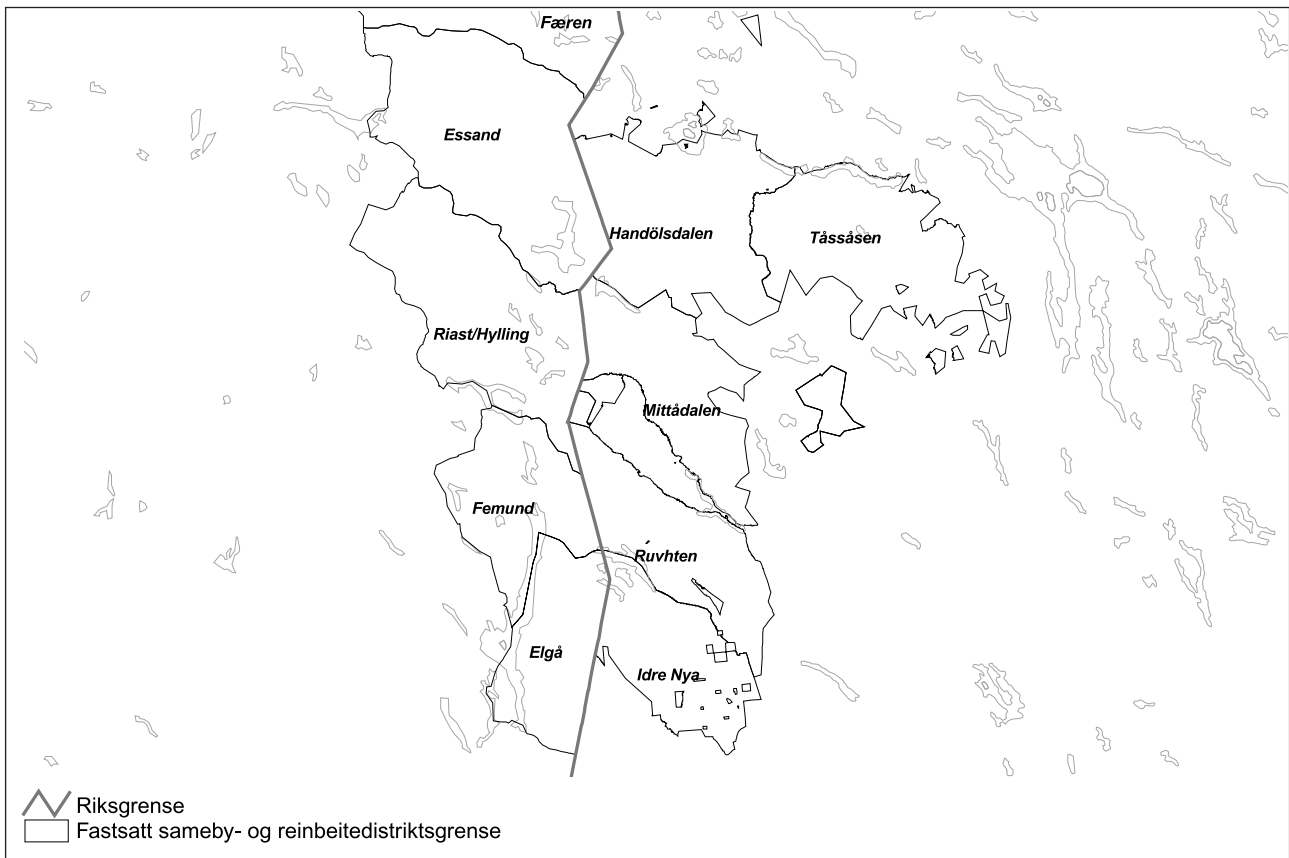 Færen
Essand
Handölsdalen
Tåssåsen
Riast/Hylling
Mittådalen
Femund
Ruvhten
Elgå
Idre Nya
Riksgrense
Fastsatt sameby- og reinbeitedistriktsgrense